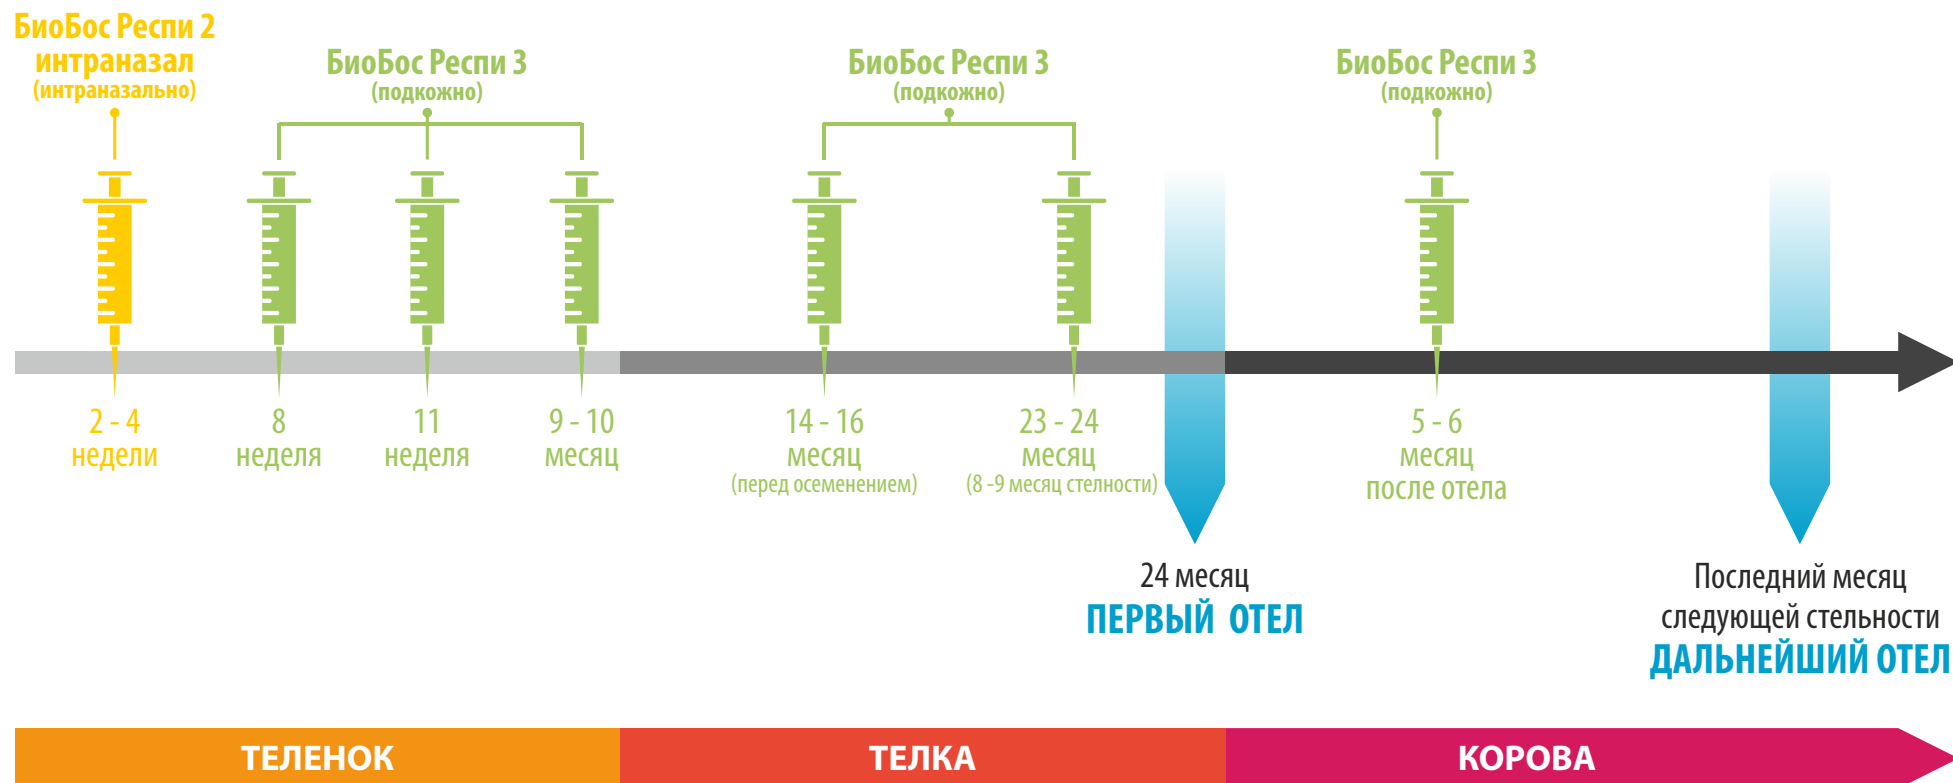 БиоБос Респи 2
интраназал
(интраназально)
БиоБос Респи 3
(подкожно)
БиоБос Респи 3
(подкожно)
БиоБос Респи 3
(подкожно)
2 - 4
недели
8
неделя
11
неделя
9 - 10
месяц
14 - 16
месяц
(перед осеменением)
23 - 24
месяц
(8 -9 месяц стелности)
5 - 6
месяц
после отела
24 месяц
ПЕРВЫЙ ОТЕЛ
Последний месяц
следующей стельности
ДАЛЬНЕЙШИЙ ОТЕЛ
ТЕЛЕНОК
ТЕЛКА
КОРОВА